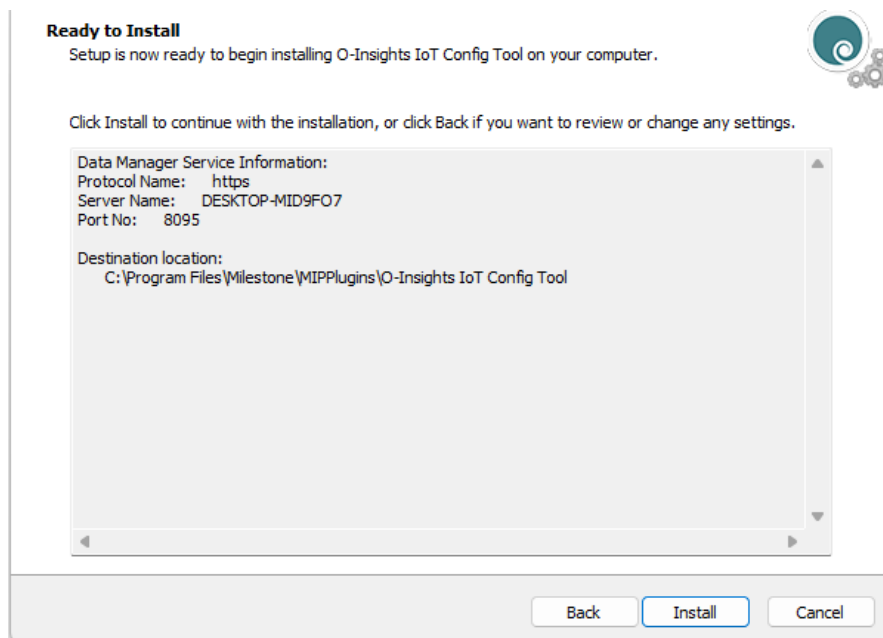 Ready to Install
Setup is now ready to begin installing O-Insights IoT Config Tool on your computer.
Click Install to continue with the installation, or click Back if you want to review or change any settings.
Data Manager Service Information:
Protocol Name: https
Server Name: DESKTOP-MID9FO7
Port No: 8095
Destination location:
C:\Program Files\Milestone\MIPPlugins\O-Insights IoT Config Tool
Back Install Cancel